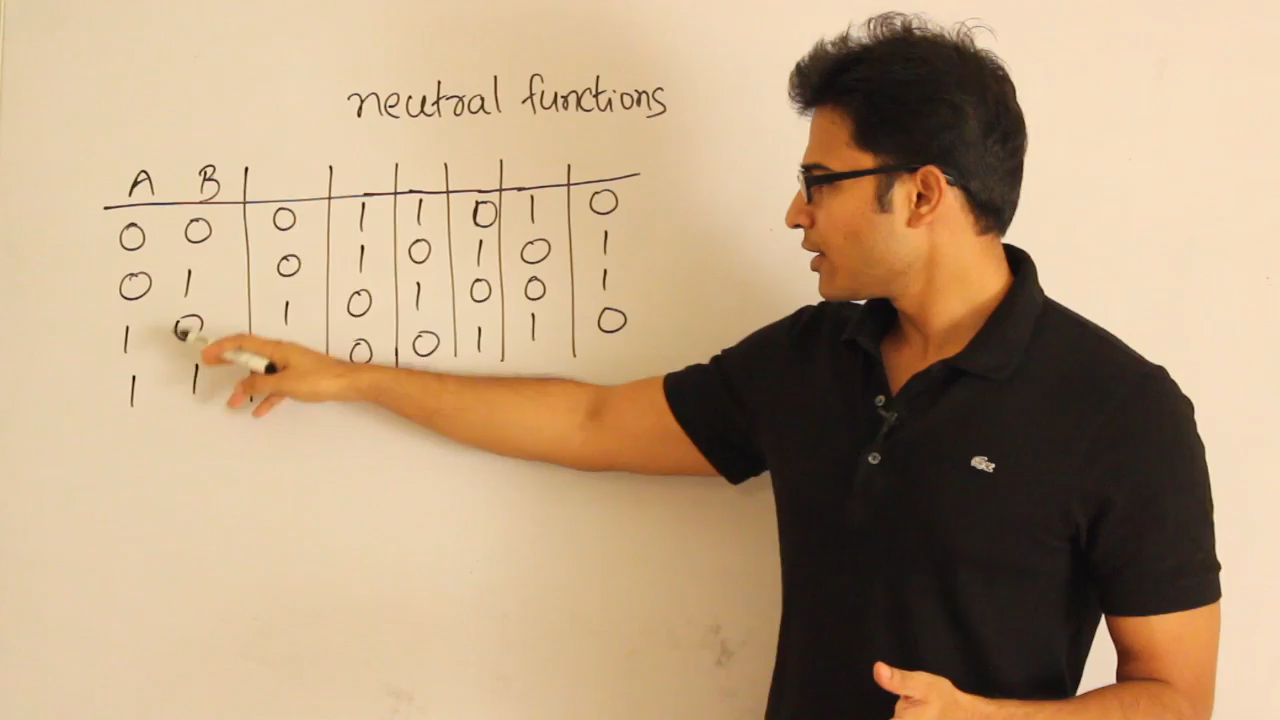 neutral functions
A B
0 0 0 1 1 0 1 0
0 1 0 1 0 1 0 1
1 0 1 0 1 0 0 1
1 1 0 0 1 1 0